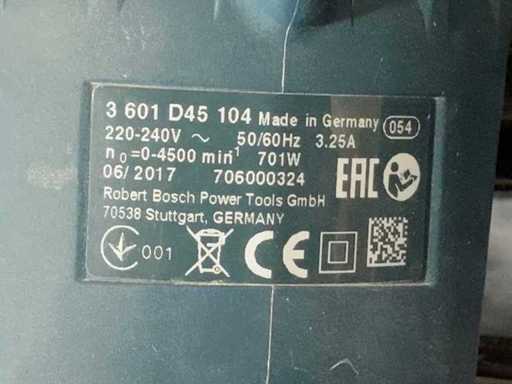 3 601 D45 104 Made in Germany 054
220-240V ~ 50/60Hz 3.25A
n₀=0-4500 min⁻¹ 701W
06/2017 706000324
EAC
Robert Bosch Power Tools GmbH
70538 Stuttgart, GERMANY
001
CE